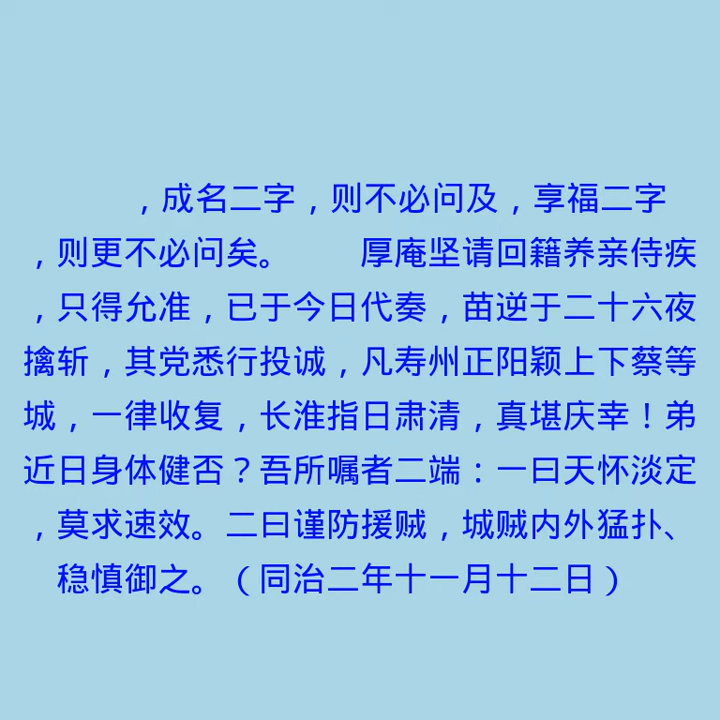 ，成名二字，则不必问及，享福二字
，则更不必问矣。　　厚庵坚请回籍养亲侍疾
，只得允准，已于今日代奏，苗逆于二十六夜
擒斩，其党悉行投诚，凡寿州正阳颖上下蔡等
城，一律收复，长淮指日肃清，真堪庆幸！弟
近日身体健否？吾所嘱者二端：一曰天怀淡定
，莫求速效。二曰谨防援贼，城贼内外猛扑、
稳慎御之。（同治二年十一月十二日）